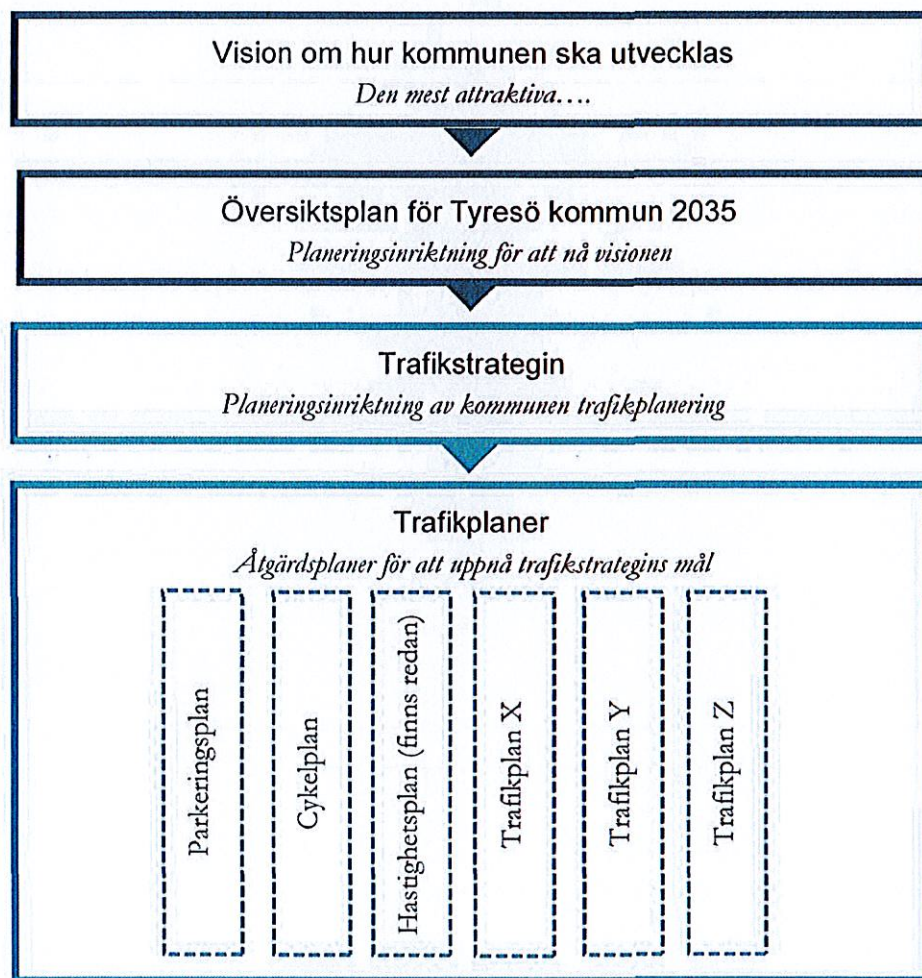 Vision om hur kommunen ska utvecklas
Den mest attraktiva….
Översiktsplan för Tyresö kommun 2035
Planeringsinriktning för att nå visionen
Trafikstrategin
Planeringsinriktning av kommunen trafikplanering
Trafikplaner
Åtgärdsplaner för att uppnå trafikstrategins mål
Parkeringsplan
Cykelplan
Hastighetsplan (finns redan)
Trafikplan X
Trafikplan Y
Trafikplan Z